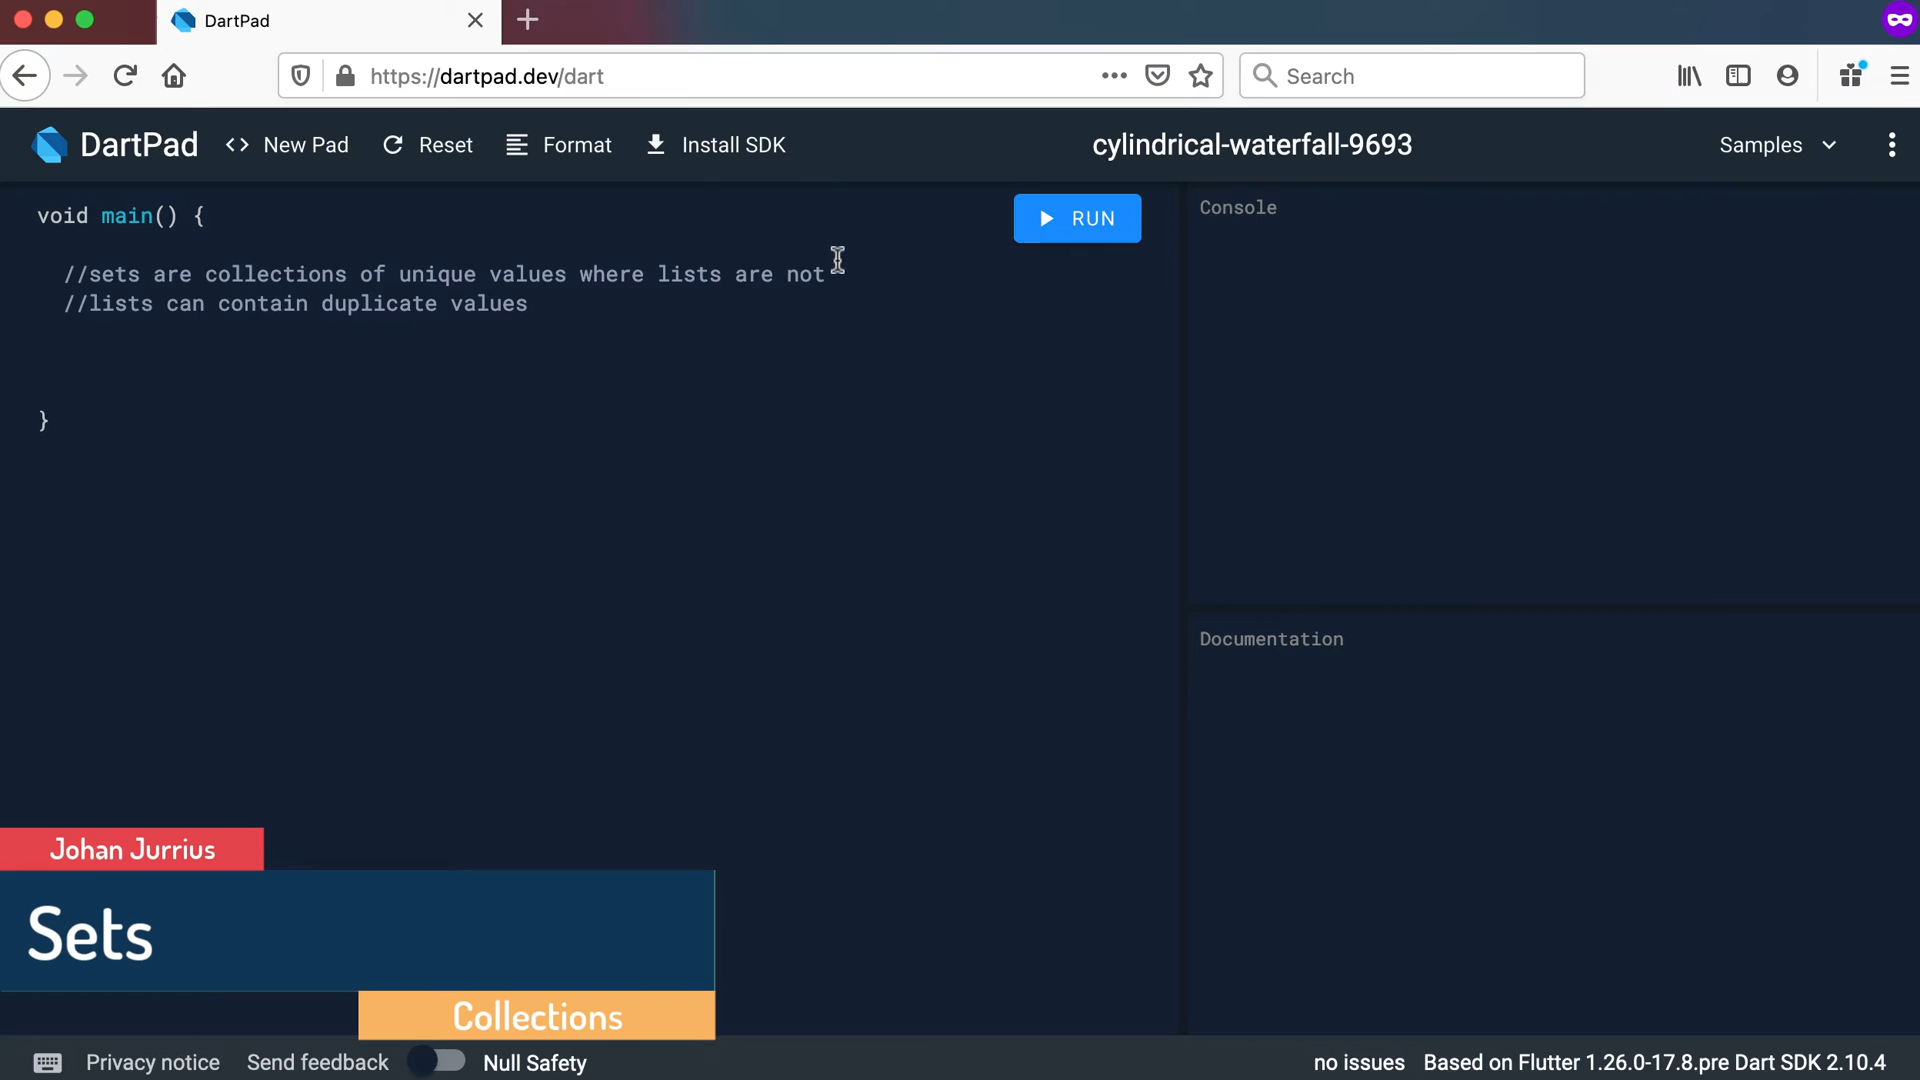 DartPad
https://dartpad.dev/dart
Search
DartPad
<> New Pad
Reset
Format
Install SDK
cylindrical-waterfall-9693
Samples
void main() {
RUN
Console
//sets are collections of unique values where lists are not
//lists can contain duplicate values
}
Documentation
Johan Jurrius
Sets
Collections
Privacy notice
Send feedback
Null Safety
no issues
Based on Flutter 1.26.0-17.8.pre Dart SDK 2.10.4